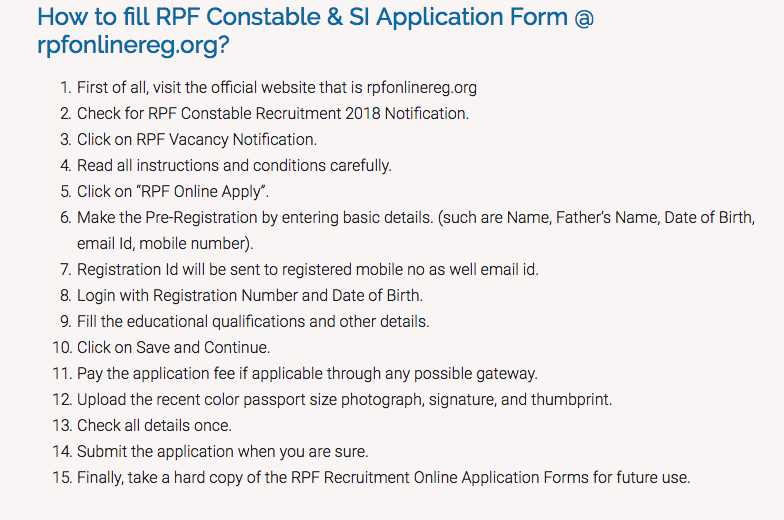 How to fill RPF Constable & SI Application Form @
rpfonlinereg.org?
1. First of all, visit the official website that is rpfonlinereg.org
2. Check for RPF Constable Recruitment 2018 Notification.
3. Click on RPF Vacancy Notification.
4. Read all instructions and conditions carefully.
5. Click on “RPF Online Apply”.
6. Make the Pre-Registration by entering basic details. (such are Name, Father’s Name, Date of Birth,
email Id, mobile number).
7. Registration Id will be sent to registered mobile no as well email id.
8. Login with Registration Number and Date of Birth.
9. Fill the educational qualifications and other details.
10. Click on Save and Continue.
11. Pay the application fee if applicable through any possible gateway.
12. Upload the recent color passport size photograph, signature, and thumbprint.
13. Check all details once.
14. Submit the application when you are sure.
15. Finally, take a hard copy of the RPF Recruitment Online Application Forms for future use.